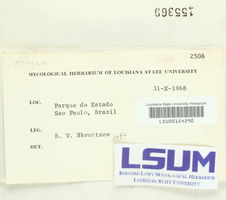 155369
2508
MYCOLOGICAL HERBARIUM OF LOUISIANA STATE UNIVERSITY
31-X-1968
LOC. Parque do Estado
Sao Paulo, Brazil
Louisiana State University Herbarium
LSU00164290
LEG. B. V. Skvortzov
DET.
LSUM
BERNARD LOWY MYCOLOGICAL HERBARIUM
LOUISIANA STATE UNIVERSITY